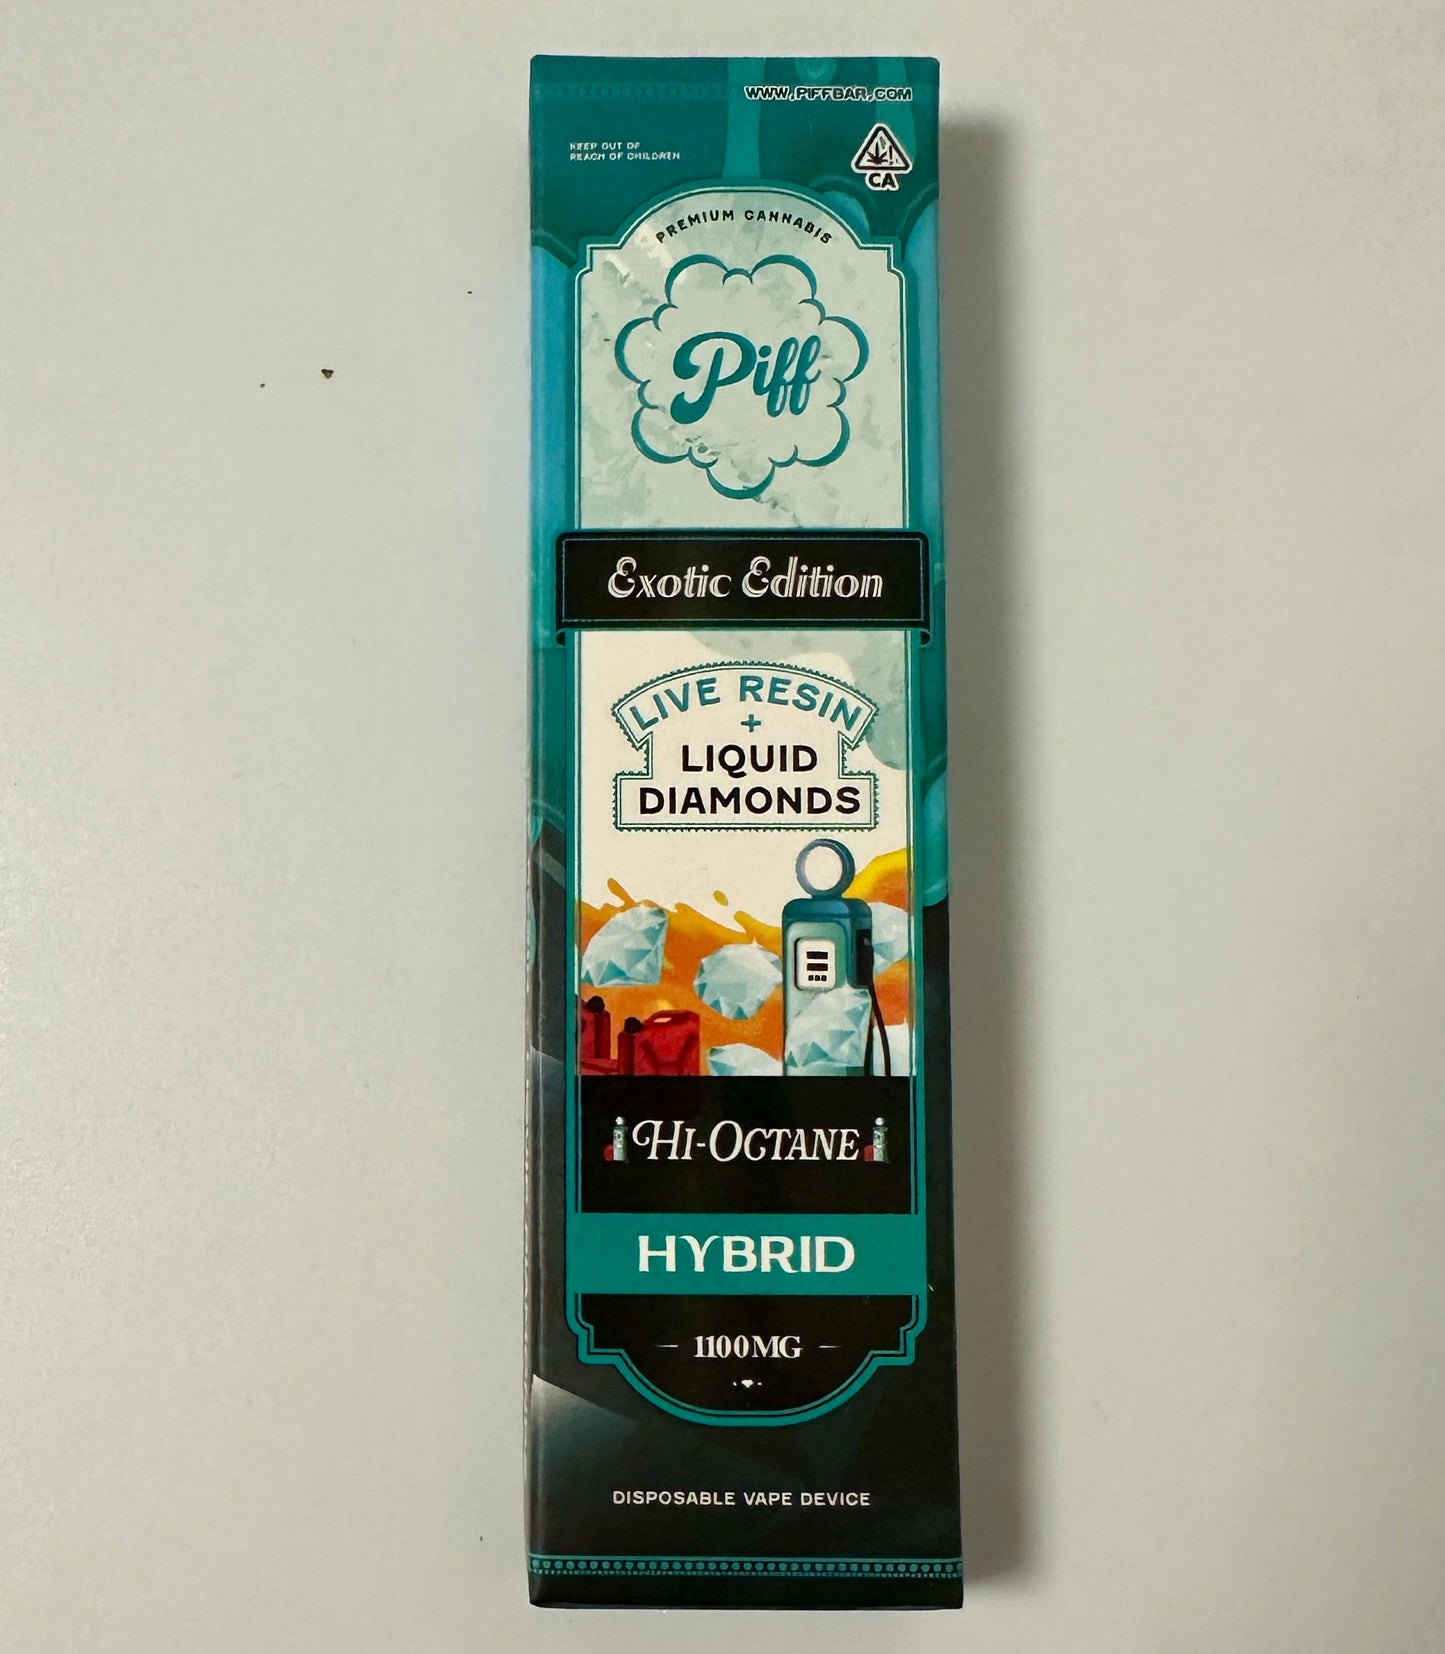 WWW.PIFFBAR.COM
KEEP OUT OF
REACH OF CHILDREN
CA
PREMIUM CANNABIS
Piff
Exotic Edition
LIVE RESIN
+
LIQUID
DIAMONDS
HI-OCTANE
HYBRID
1100MG
DISPOSABLE VAPE DEVICE